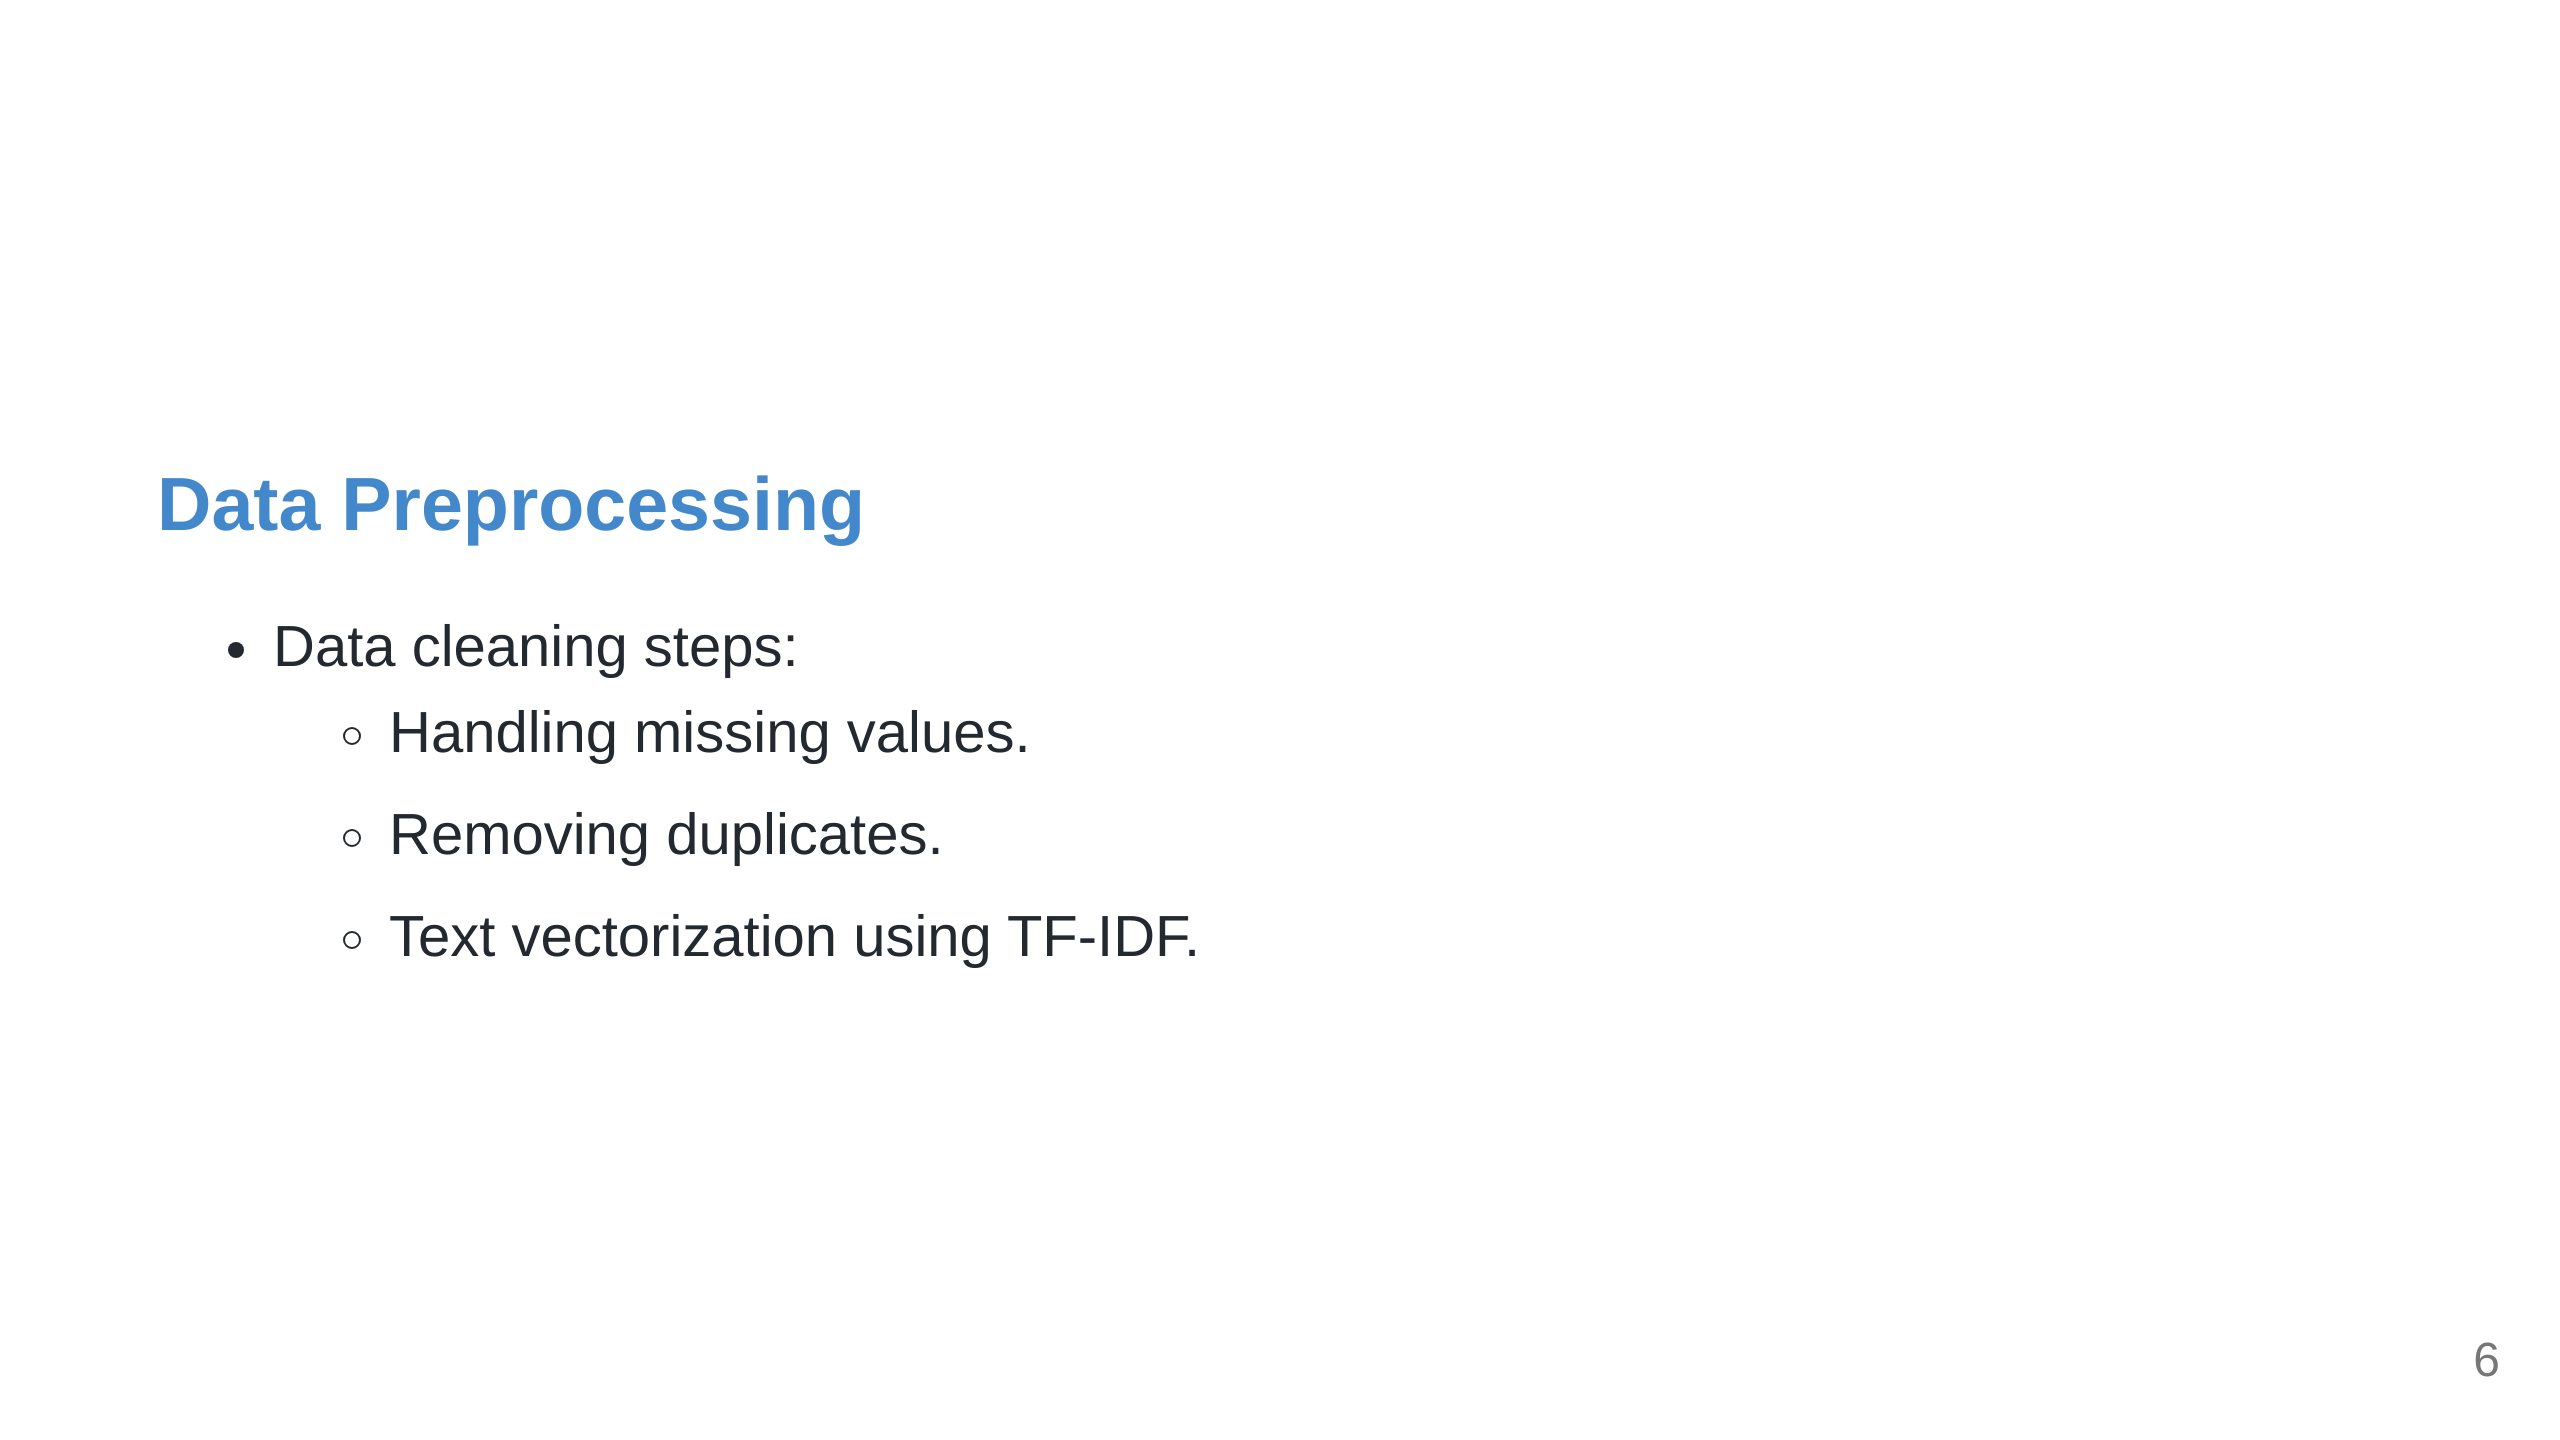 Data Preprocessing
• Data cleaning steps:
◦ Handling missing values.
◦ Removing duplicates.
◦ Text vectorization using TF-IDF.
6